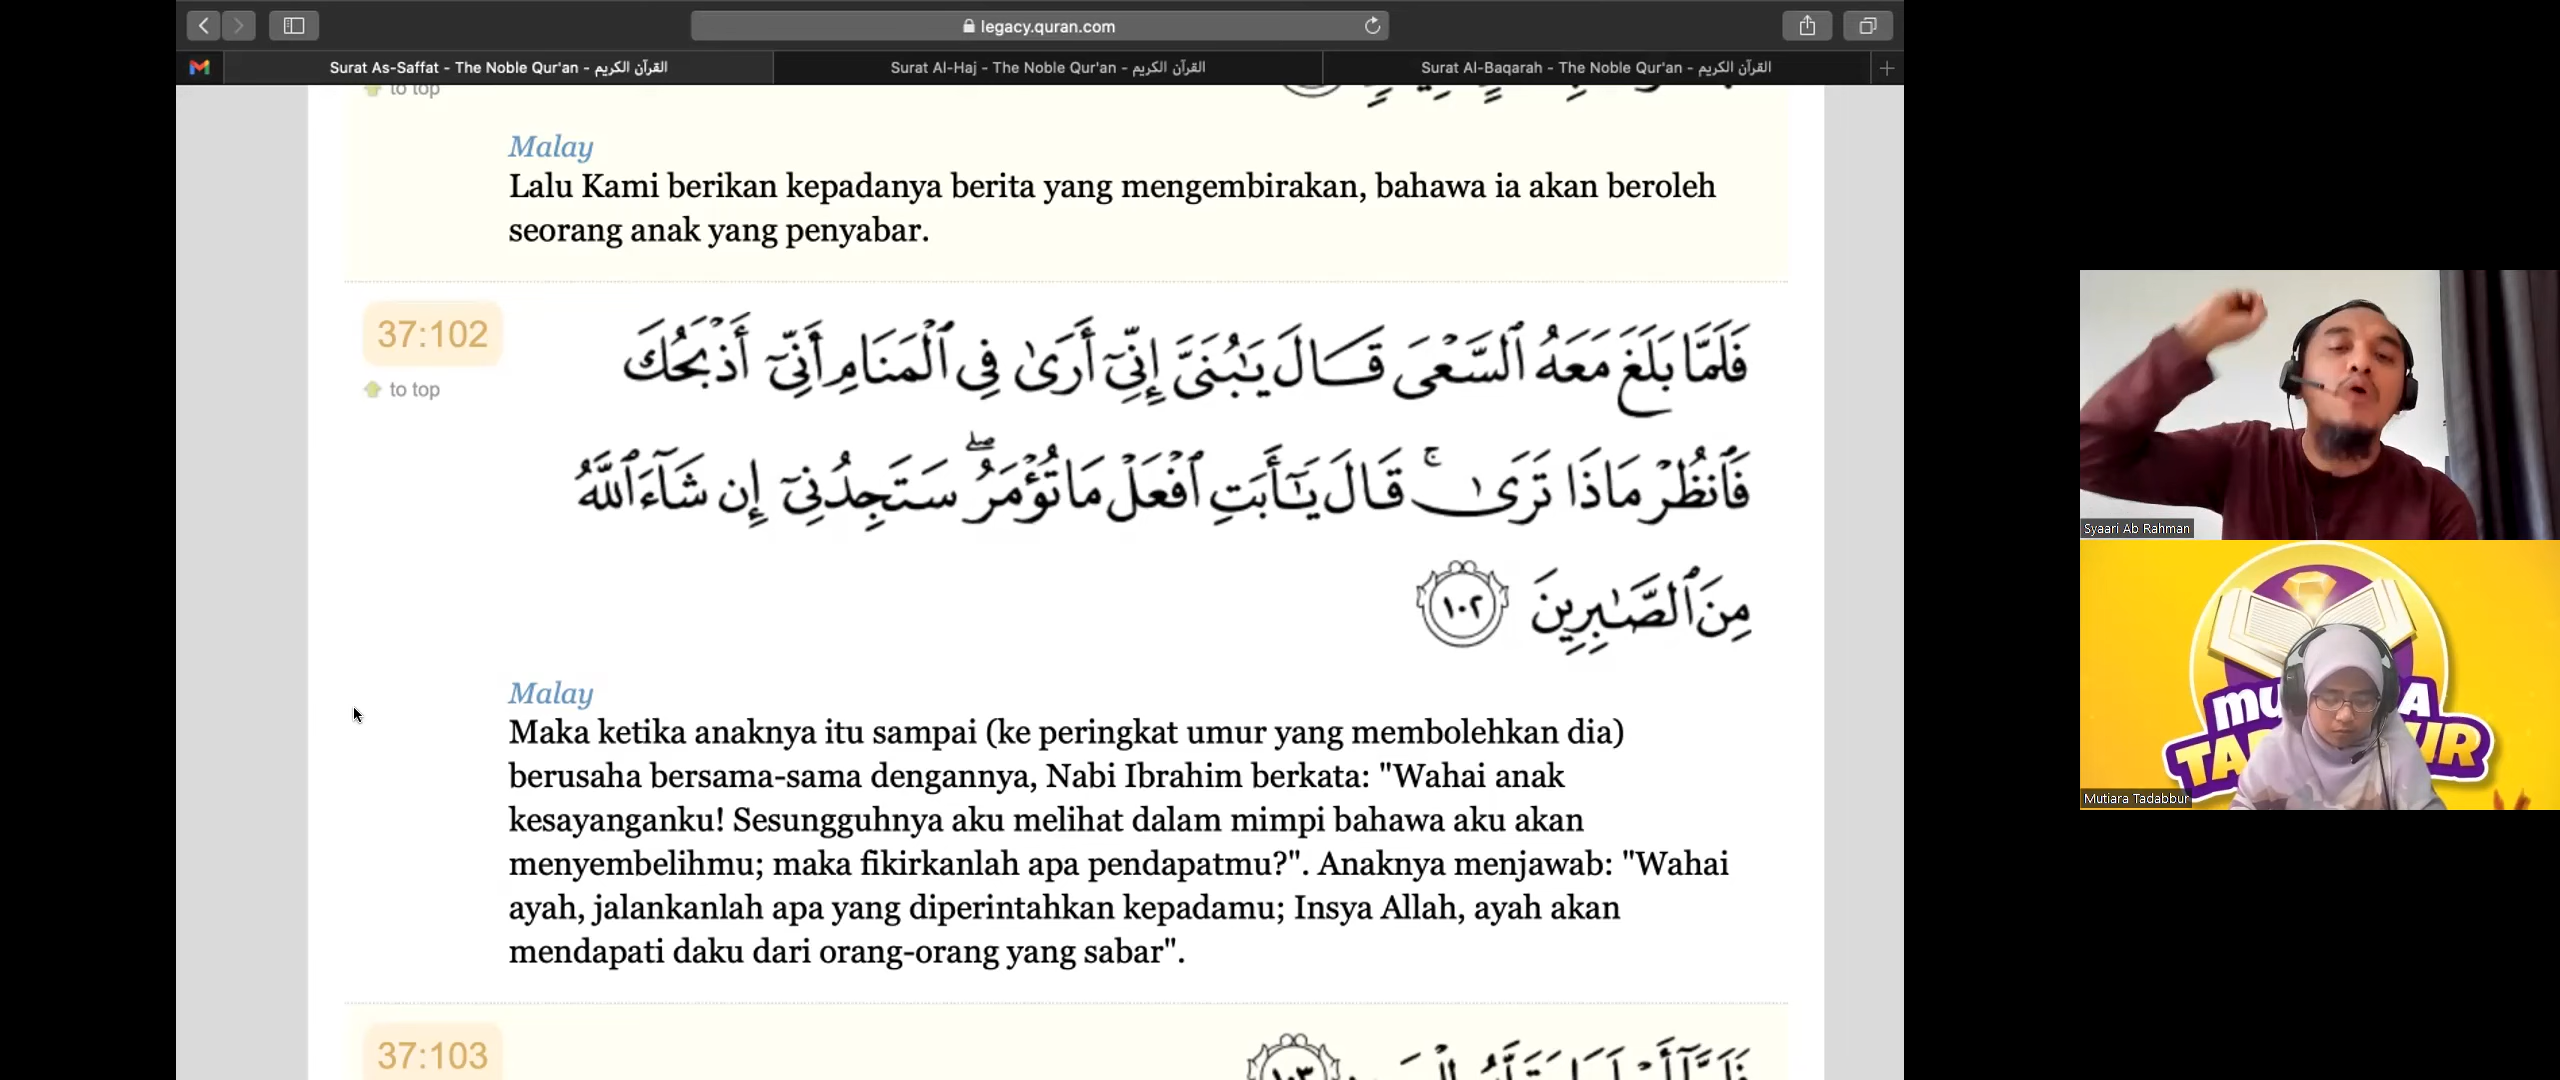 legacy.quran.com
Surat As-Saffat - The Noble Qur'an - القرآن الكريم
Surat Al-Haj - The Noble Qur'an - القرآن الكريم
Surat Al-Baqarah - The Noble Qur'an - القرآن الكريم
to top
Malay
Lalu Kami berikan kepadanya berita yang mengembirakan, bahawa ia akan beroleh
seorang anak yang penyabar.
37:102
to top
فَلَمَّا بَلَغَ مَعَهُ ٱلسَّعْىَ قَالَ يَـٰبُنَىَّ إِنِّىٓ أَرَىٰ فِى ٱلْمَنَامِ أَنِّىٓ أَذْبَحُكَ
فَٱنظُرْ مَاذَا تَرَىٰ ۚ قَالَ يَـٰٓأَبَتِ ٱفْعَلْ مَا تُؤْمَرُ ۖ سَتَجِدُنِىٓ إِن شَآءَ ٱللَّهُ
مِنَ ٱلصَّـٰبِرِينَ ١٠٢
Malay
Maka ketika anaknya itu sampai (ke peringkat umur yang membolehkan dia)
berusaha bersama-sama dengannya, Nabi Ibrahim berkata: "Wahai anak
kesayanganku! Sesungguhnya aku melihat dalam mimpi bahawa aku akan
menyembelihmu; maka fikirkanlah apa pendapatmu?". Anaknya menjawab: "Wahai
ayah, jalankanlah apa yang diperintahkan kepadamu; Insya Allah, ayah akan
mendapati daku dari orang-orang yang sabar".
37:103
Syaari Ab Rahman
Mutiara Tadabbur